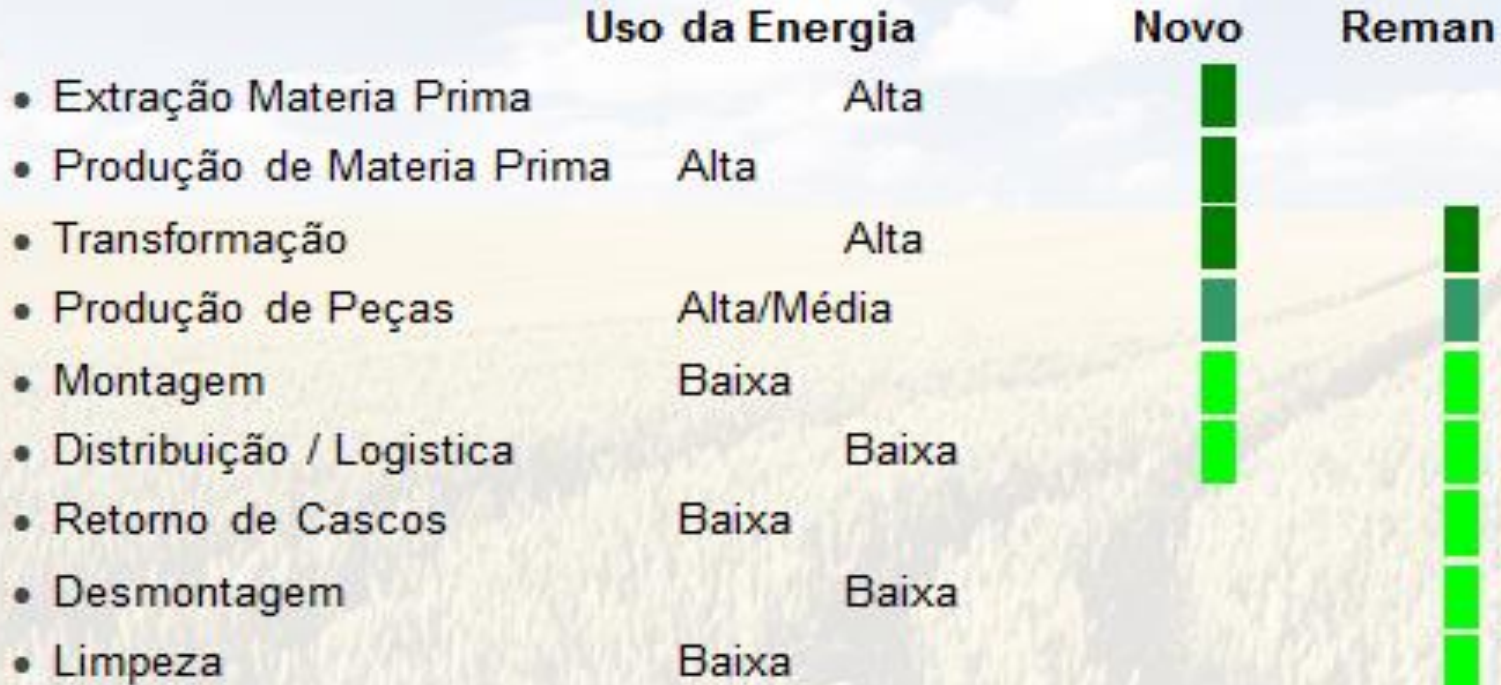 Uso da Energia Novo Reman
• Extração Materia Prima Alta
• Produção de Materia Prima Alta
• Transformação Alta
• Produção de Peças Alta/Média
• Montagem Baixa
• Distribuição / Logistica Baixa
• Retorno de Cascos Baixa
• Desmontagem Baixa
• Limpeza Baixa